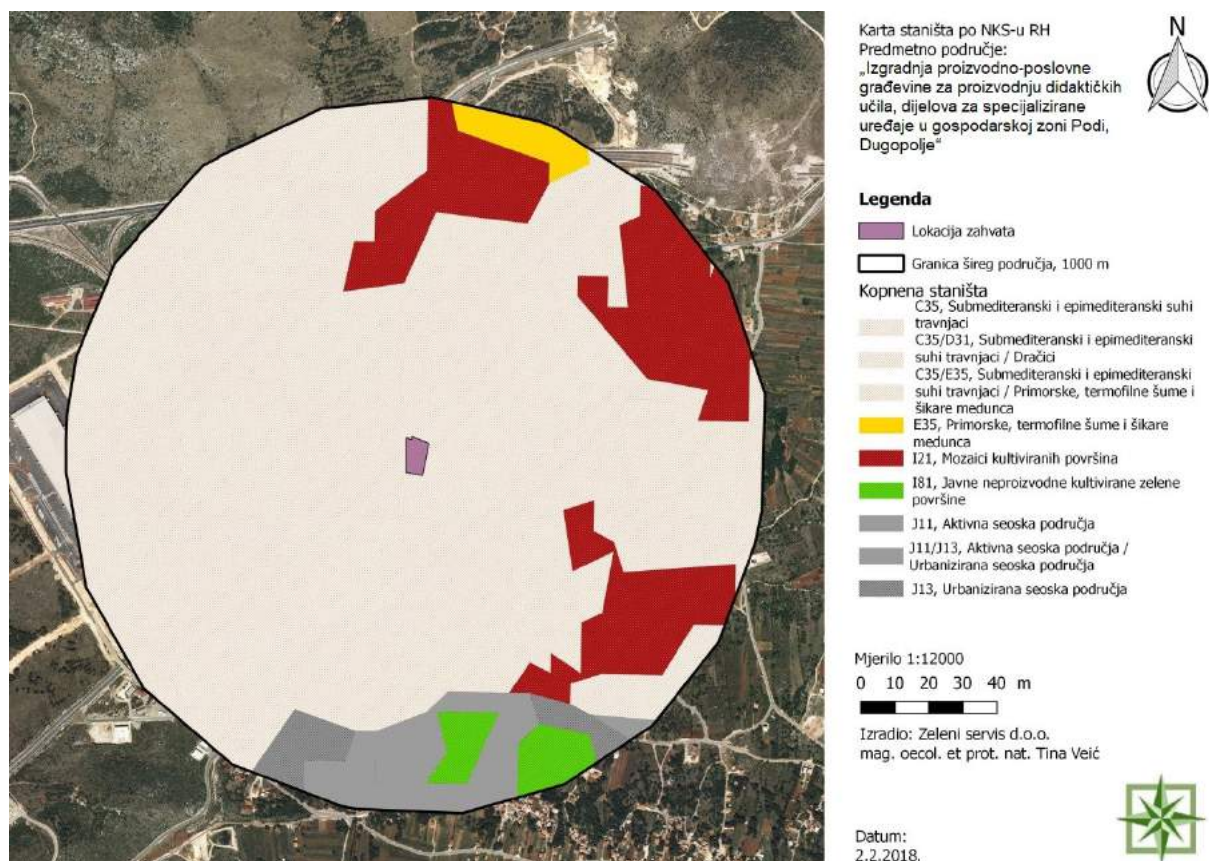 Karta staništa po NKS-u RH
Predmetno područje:
„Izgradnja proizvodno-poslovne
građevine za proizvodnju didaktičkih
učila, dijelova za specijalizirane
uređaje u gospodarskoj zoni Podi,
Dugopolje“
N
Legenda
Lokacija zahvata
Granica šireg područja, 1000 m
Kopnena staništa
C35, Submediteranski i epimediteranski suhi
travnjaci
C35/D31, Submediteranski i epimediteranski
suhi travnjaci / Dračici
C35/E35, Submediteranski i epimediteranski
suhi travnjaci / Primorske, termofilne šume i
šikare medunca
E35, Primorske, termofilne šume i šikare
medunca
I21, Mozaici kultiviranih površina
I81, Javne neproizvodne kultivirane zelene
površine
J11, Aktivna seoska područja
J11/J13, Aktivna seoska područja /
Urbanizirana seoska područja
J13, Urbanizirana seoska područja
Mjerilo 1:12000
0 10 20 30 40 m
Izradio: Zeleni servis d.o.o.
mag. oecol. et prot. nat. Tina Veić
Datum:
2.2.2018.